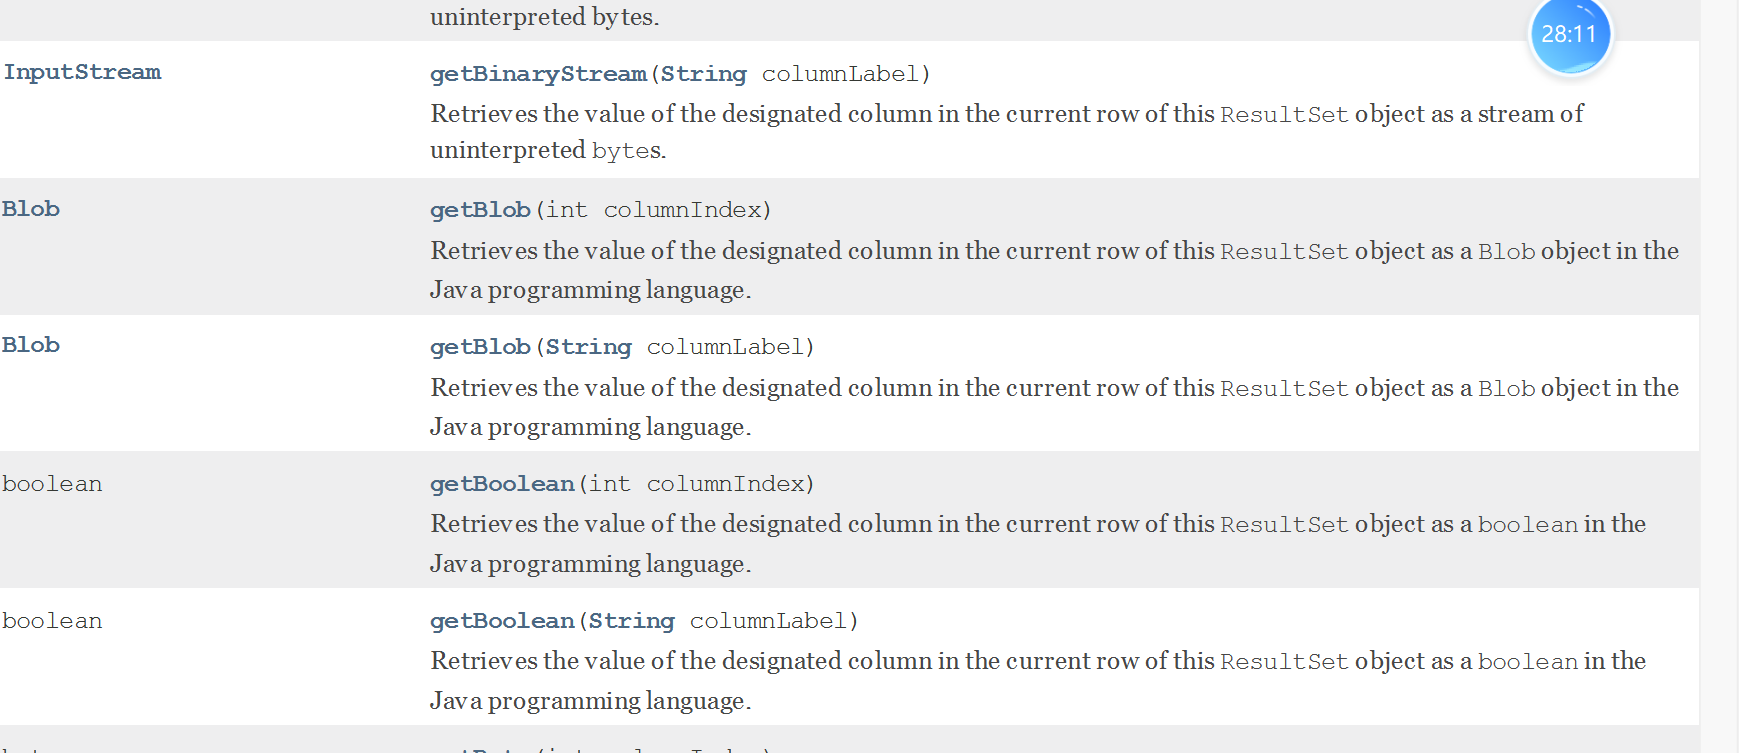 uninterpreted bytes.
28:11
InputStream
getBinaryStream(String columnLabel)
Retrieves the value of the designated column in the current row of this ResultSet object as a stream of
uninterpreted bytes.
Blob
getBlob(int columnIndex)
Retrieves the value of the designated column in the current row of this ResultSet object as a Blob object in the
Java programming language.
Blob
getBlob(String columnLabel)
Retrieves the value of the designated column in the current row of this ResultSet object as a Blob object in the
Java programming language.
boolean
getBoolean(int columnIndex)
Retrieves the value of the designated column in the current row of this ResultSet object as a boolean in the
Java programming language.
boolean
getBoolean(String columnLabel)
Retrieves the value of the designated column in the current row of this ResultSet object as a boolean in the
Java programming language.